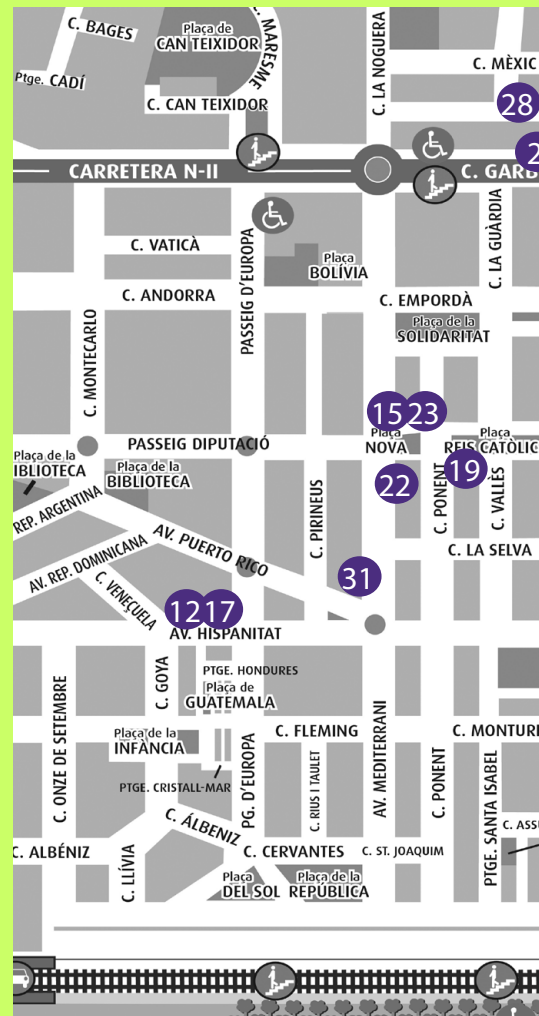 C. BAGES
Plaça de
CAN TEIXIDOR
C. MARESME
C. LA NOGUERA
C. MÈXIC
Ptge. CADÍ
C. CAN TEIXIDOR
28
2
CARRETERA N-II
C. GARB
C. VATICÀ
PASSEIG D'EUROPA
Plaça
BOLÍVIA
C. LA GUÀRDIA
C. ANDORRA
C. EMPORDÀ
Plaça de la
SOLIDARITAT
C. MONTECARLO
15
23
PASSEIG DIPUTACIÓ
Plaça
NOVA
Plaça
REIS CATÒLIC
Plaça de la
IBLIOTECA
Plaça de la
BIBLIOTECA
22
19
C. PIRINEUS
C. PONENT
C. VALLÈS
REP. ARGENTINA
AV. PUERTO RICO
AV. REP. DOMINICANA
C. LA SELVA
C. VENEÇUELA
31
12
17
AV. HISPANITAT
C. GOYA
PTGE. HONDURES
Plaça de
GUATEMALA
C. ONZE DE SETEMBRE
Plaça de la
INFÀNCIA
C. FLEMING
AV. MEDITERRANI
C. MONTURI
PTGE. CRISTALL-MAR
PG. D'EUROPA
C. RIUS I TAULET
C. PONENT
PTGE. SANTA ISABEL
C. ÁLBENIZ
C. ASSU
C. ALBÉNIZ
C. LLÍVIA
C. CERVANTES
C. ST. JOAQUIM
Plaça
DEL SOL
Plaça de la
REPÚBLICA